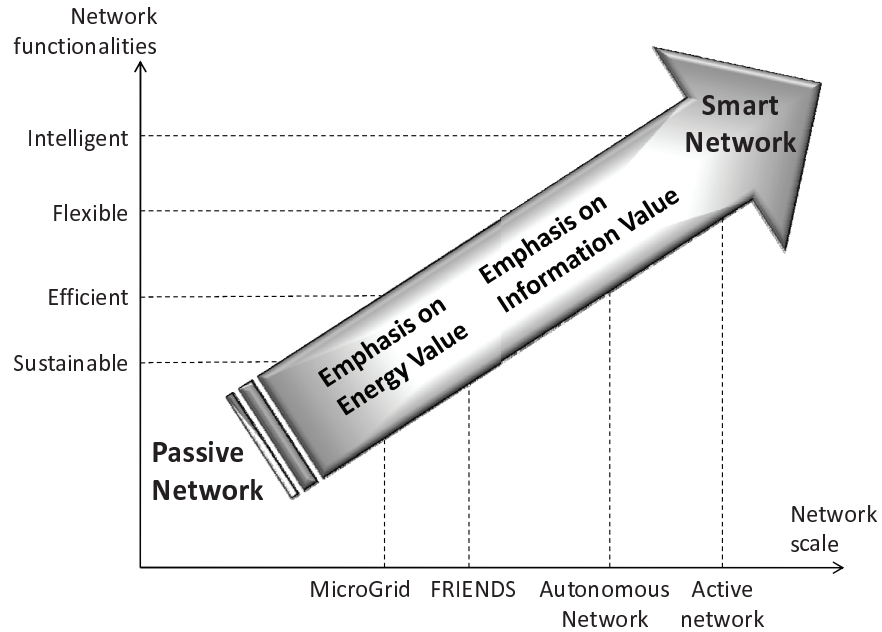 Network
functionalities
Intelligent
Flexible
Efficient
Sustainable
Smart
Network
Emphasis on
Information Value
Emphasis on
Energy Value
Passive
Network
Network
scale
MicroGrid
FRIENDS
Autonomous
Network
Active
network